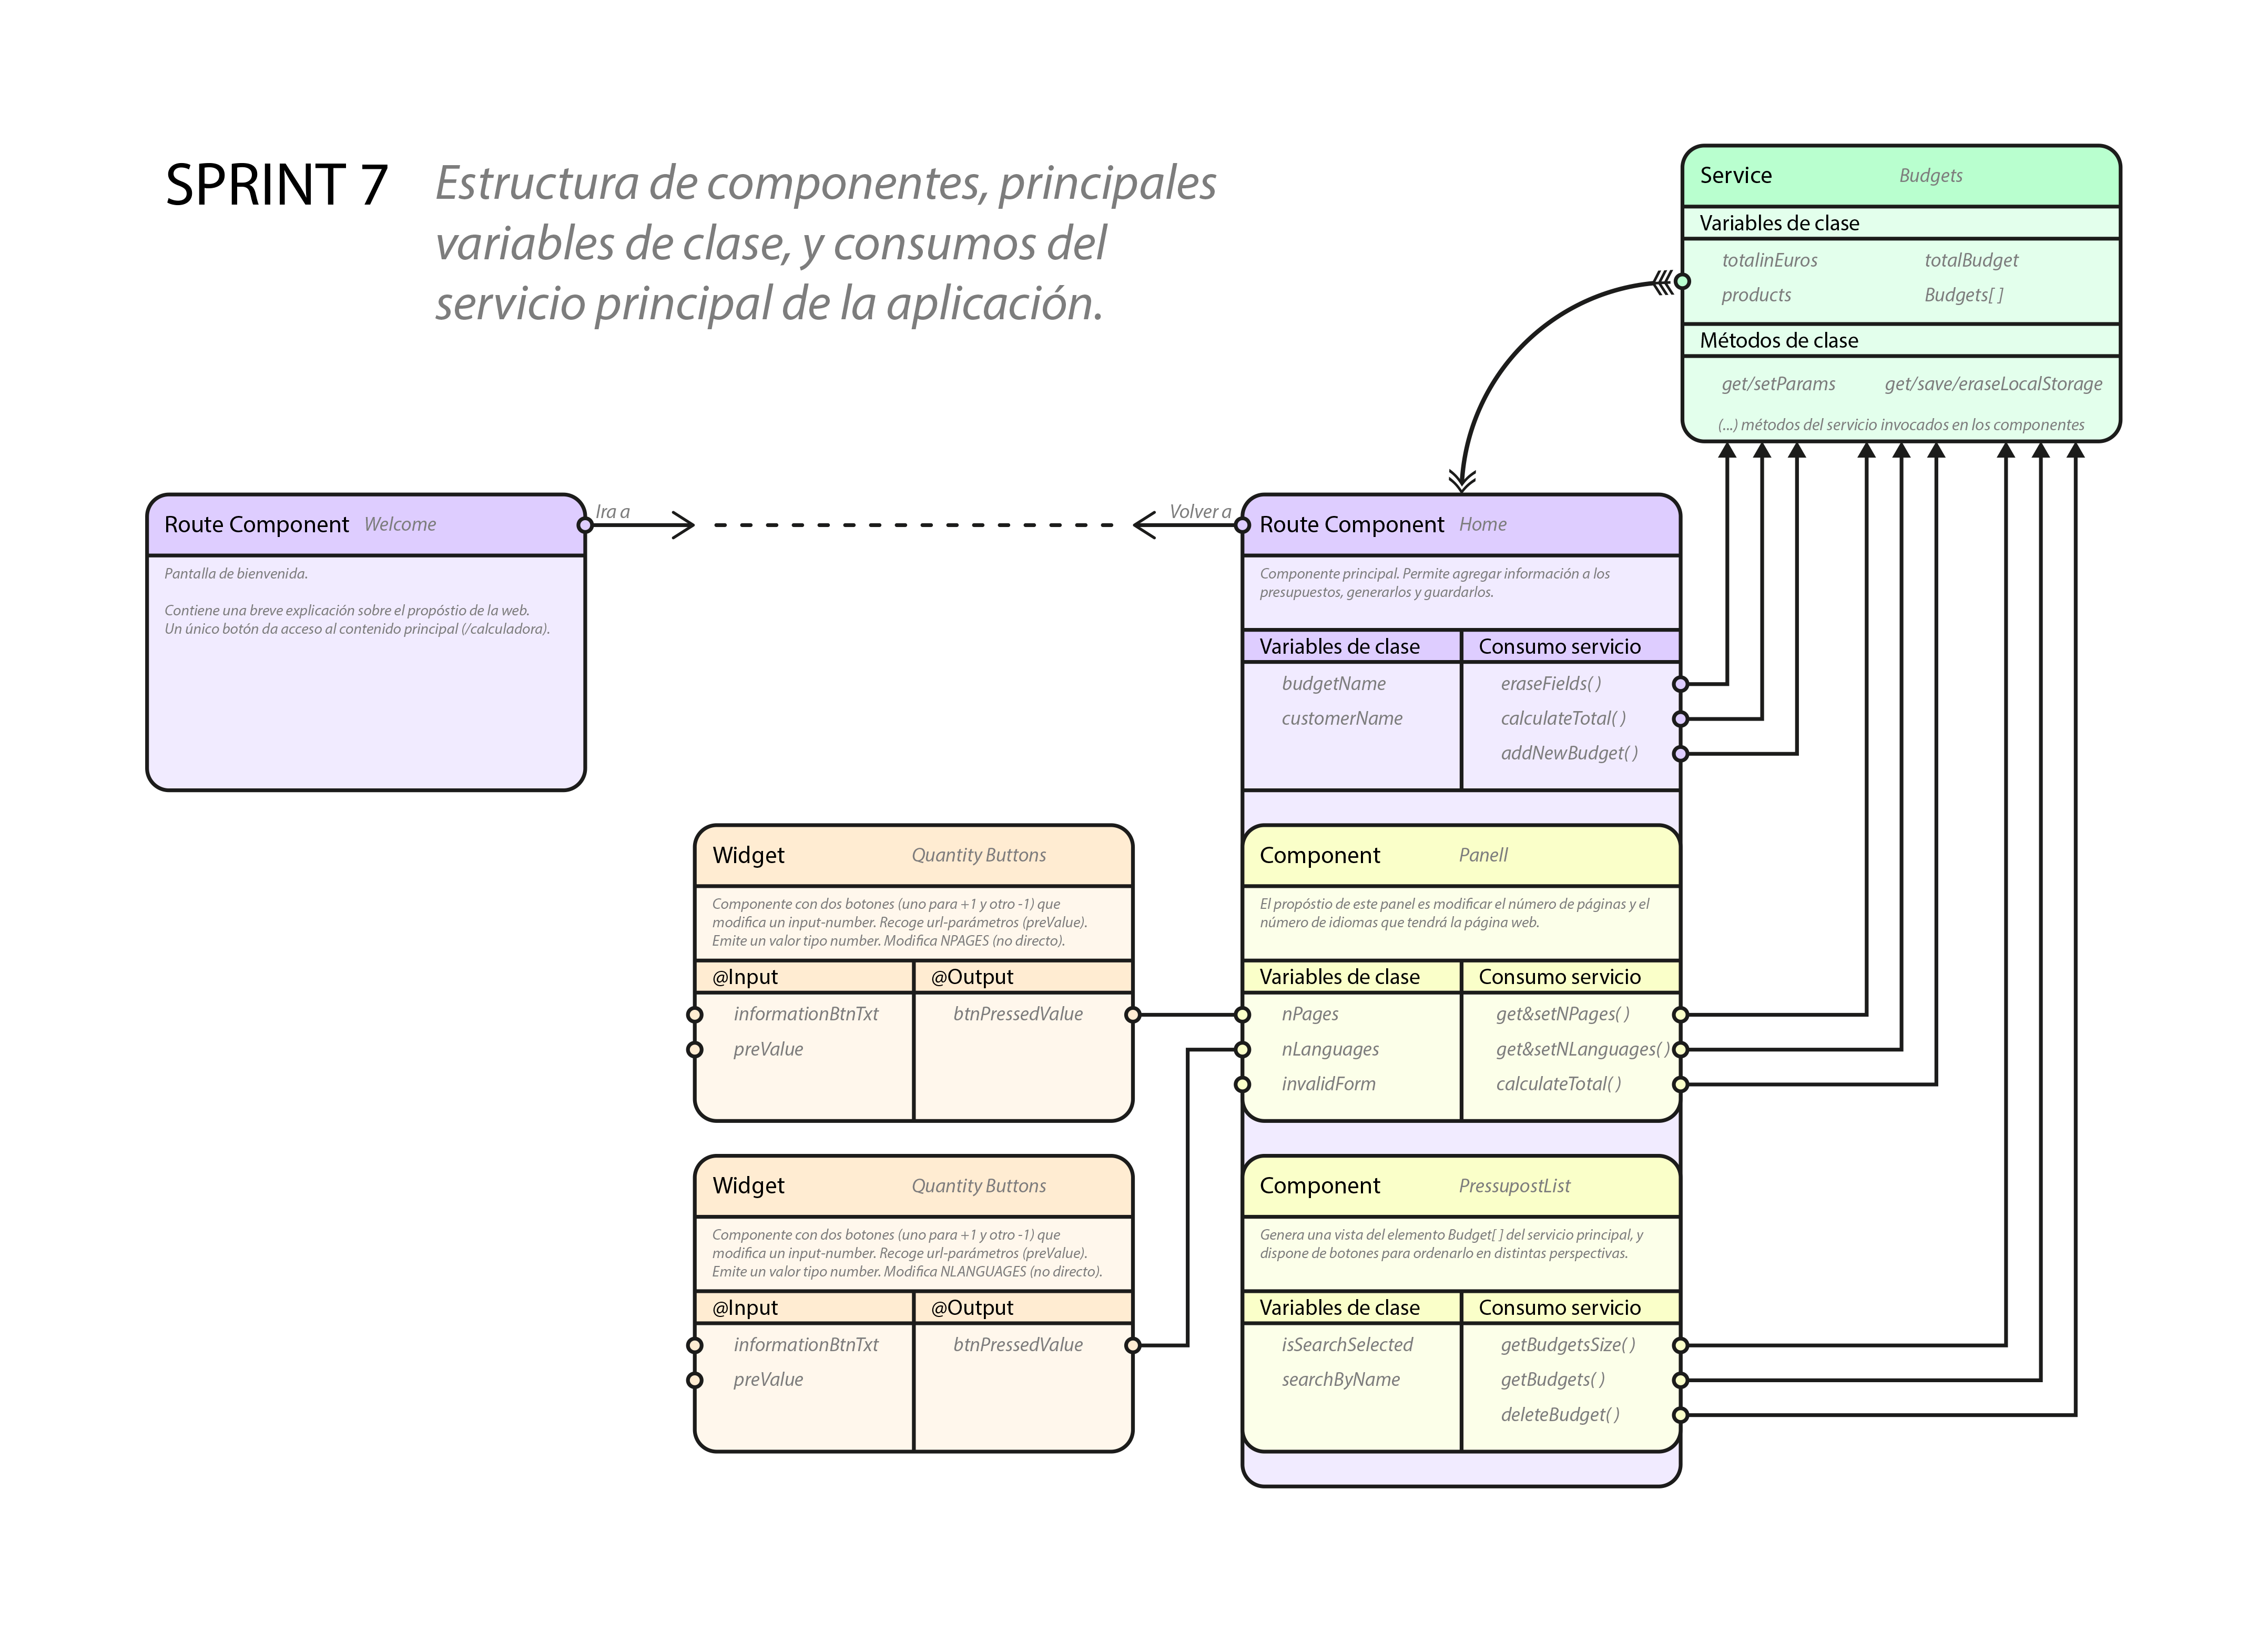 SPRINT 7
Estructura de componentes, principales
variables de clase, y consumos del
servicio principal de la aplicación.
Service Budgets
Variables de clase
totalinEuros totalBudget
products Budgets[ ]
Métodos de clase
get/setParams get/save/eraseLocalStorage
(...) métodos del servicio invocados en los componentes
Route Component Welcome
Pantalla de bienvenida.
Contiene una breve explicación sobre el propóstio de la web.
Un único botón da acceso al contenido principal (/calculadora).
Ira a
Volver a
Route Component Home
Componente principal. Permite agregar información a los
presupuestos, generarlos y guardarlos.
Variables de clase Consumo servicio
budgetName eraseFields( )
customerName calculateTotal( )
addNewBudget( )
Widget Quantity Buttons
Componente con dos botones (uno para +1 y otro -1) que
modifica un input-number. Recoge url-parámetros (preValue).
Emite un valor tipo number. Modifica NPAGES (no directo).
@Input @Output
informationBtnTxt btnPressedValue
preValue
Component Panell
El propóstio de este panel es modificar el número de páginas y el
número de idiomas que tendrá la página web.
Variables de clase Consumo servicio
nPages get&setNPages( )
nLanguages get&setNLanguages( )
invalidForm calculateTotal( )
Widget Quantity Buttons
Componente con dos botones (uno para +1 y otro -1) que
modifica un input-number. Recoge url-parámetros (preValue).
Emite un valor tipo number. Modifica NLANGUAGES (no directo).
@Input @Output
informationBtnTxt btnPressedValue
preValue
Component PressupostList
Genera una vista del elemento Budget[ ] del servicio principal, y
dispone de botones para ordenarlo en distintas perspectivas.
Variables de clase Consumo servicio
isSearchSelected getBudgetsSize( )
searchByName getBudgets( )
deleteBudget( )